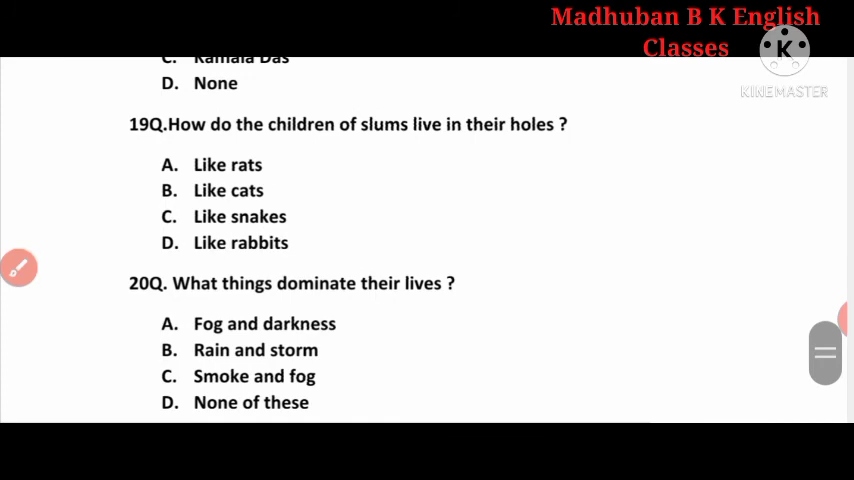 Madhuban B K English
Classes
K
KINEMASTER
C. Kamala Das
D. None
19Q.How do the children of slums live in their holes ?
A. Like rats
B. Like cats
C. Like snakes
D. Like rabbits
20Q. What things dominate their lives ?
A. Fog and darkness
B. Rain and storm
C. Smoke and fog
D. None of these